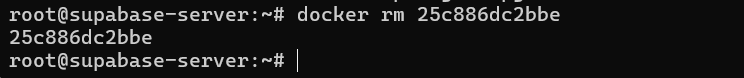 root@supabase-server:~# docker rm 25c886dc2bbe
25c886dc2bbe
root@supabase-server:~#